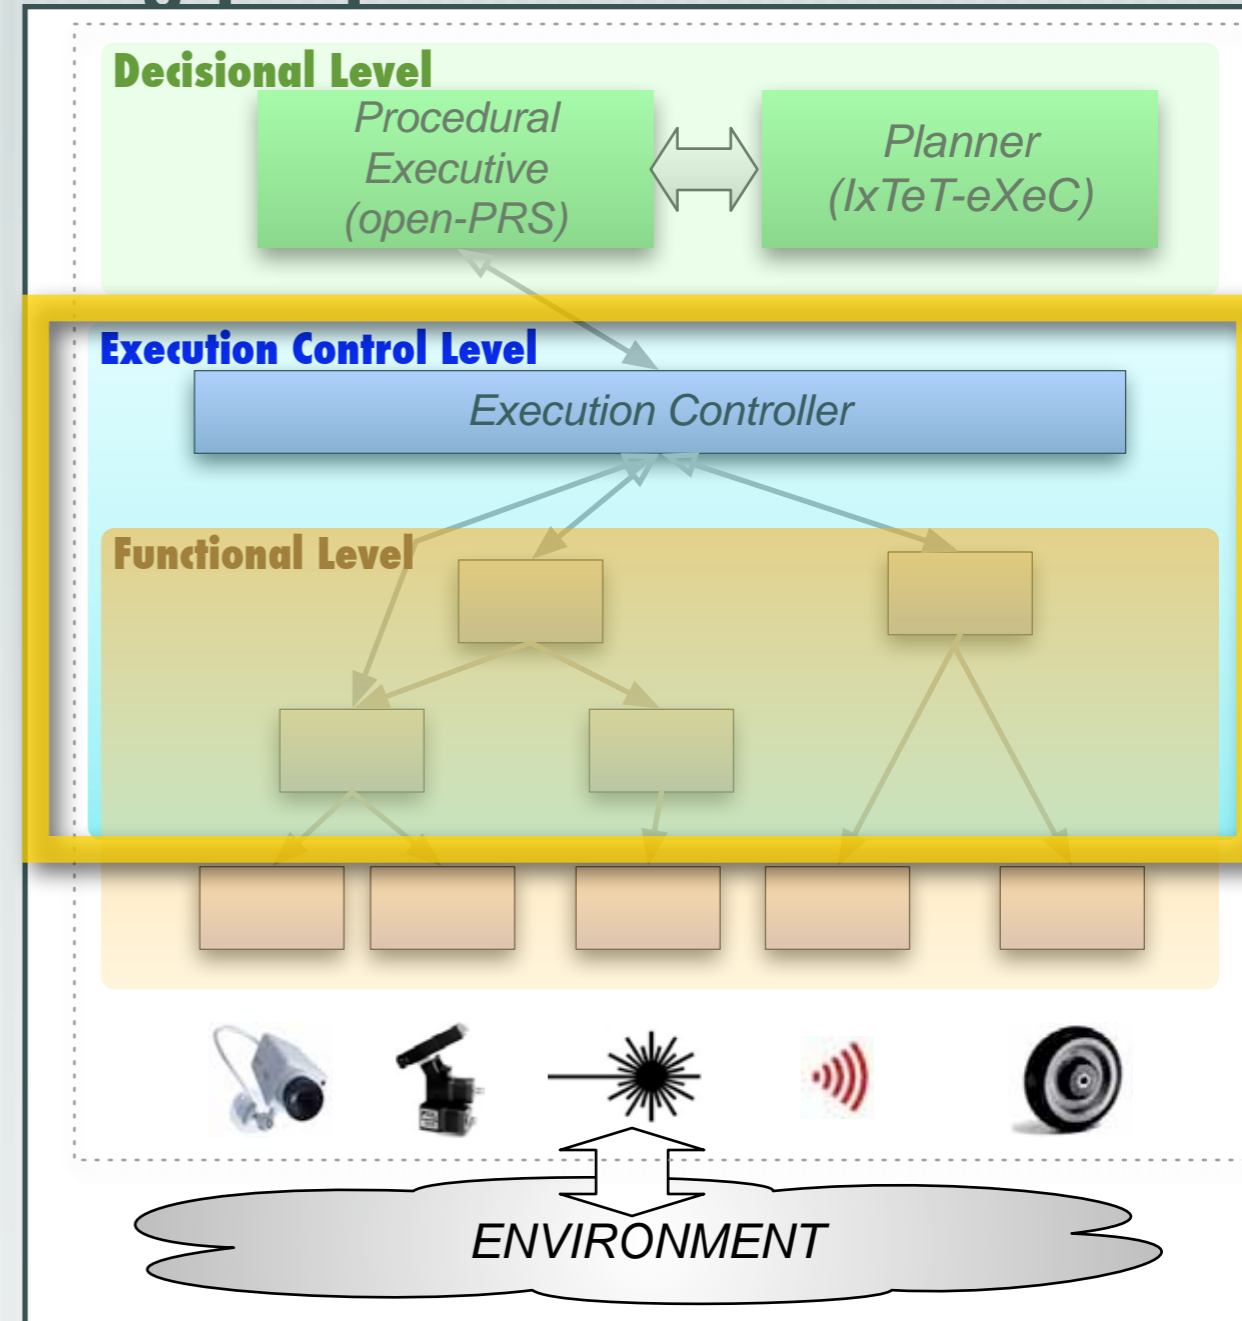 Decisional Level
Procedural
Executive
(open-PRS)
Planner
(IxTeT-eXeC)
Execution Control Level
Execution Controller
Functional Level
ENVIRONMENT